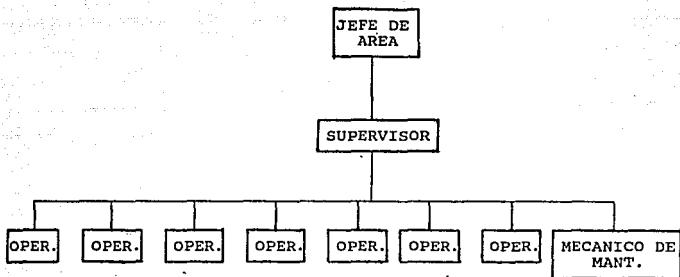 JEFE DE
AREA
SUPERVISOR
OPER. OPER. OPER. OPER. OPER. OPER. OPER. MECANICO DE
MANT.